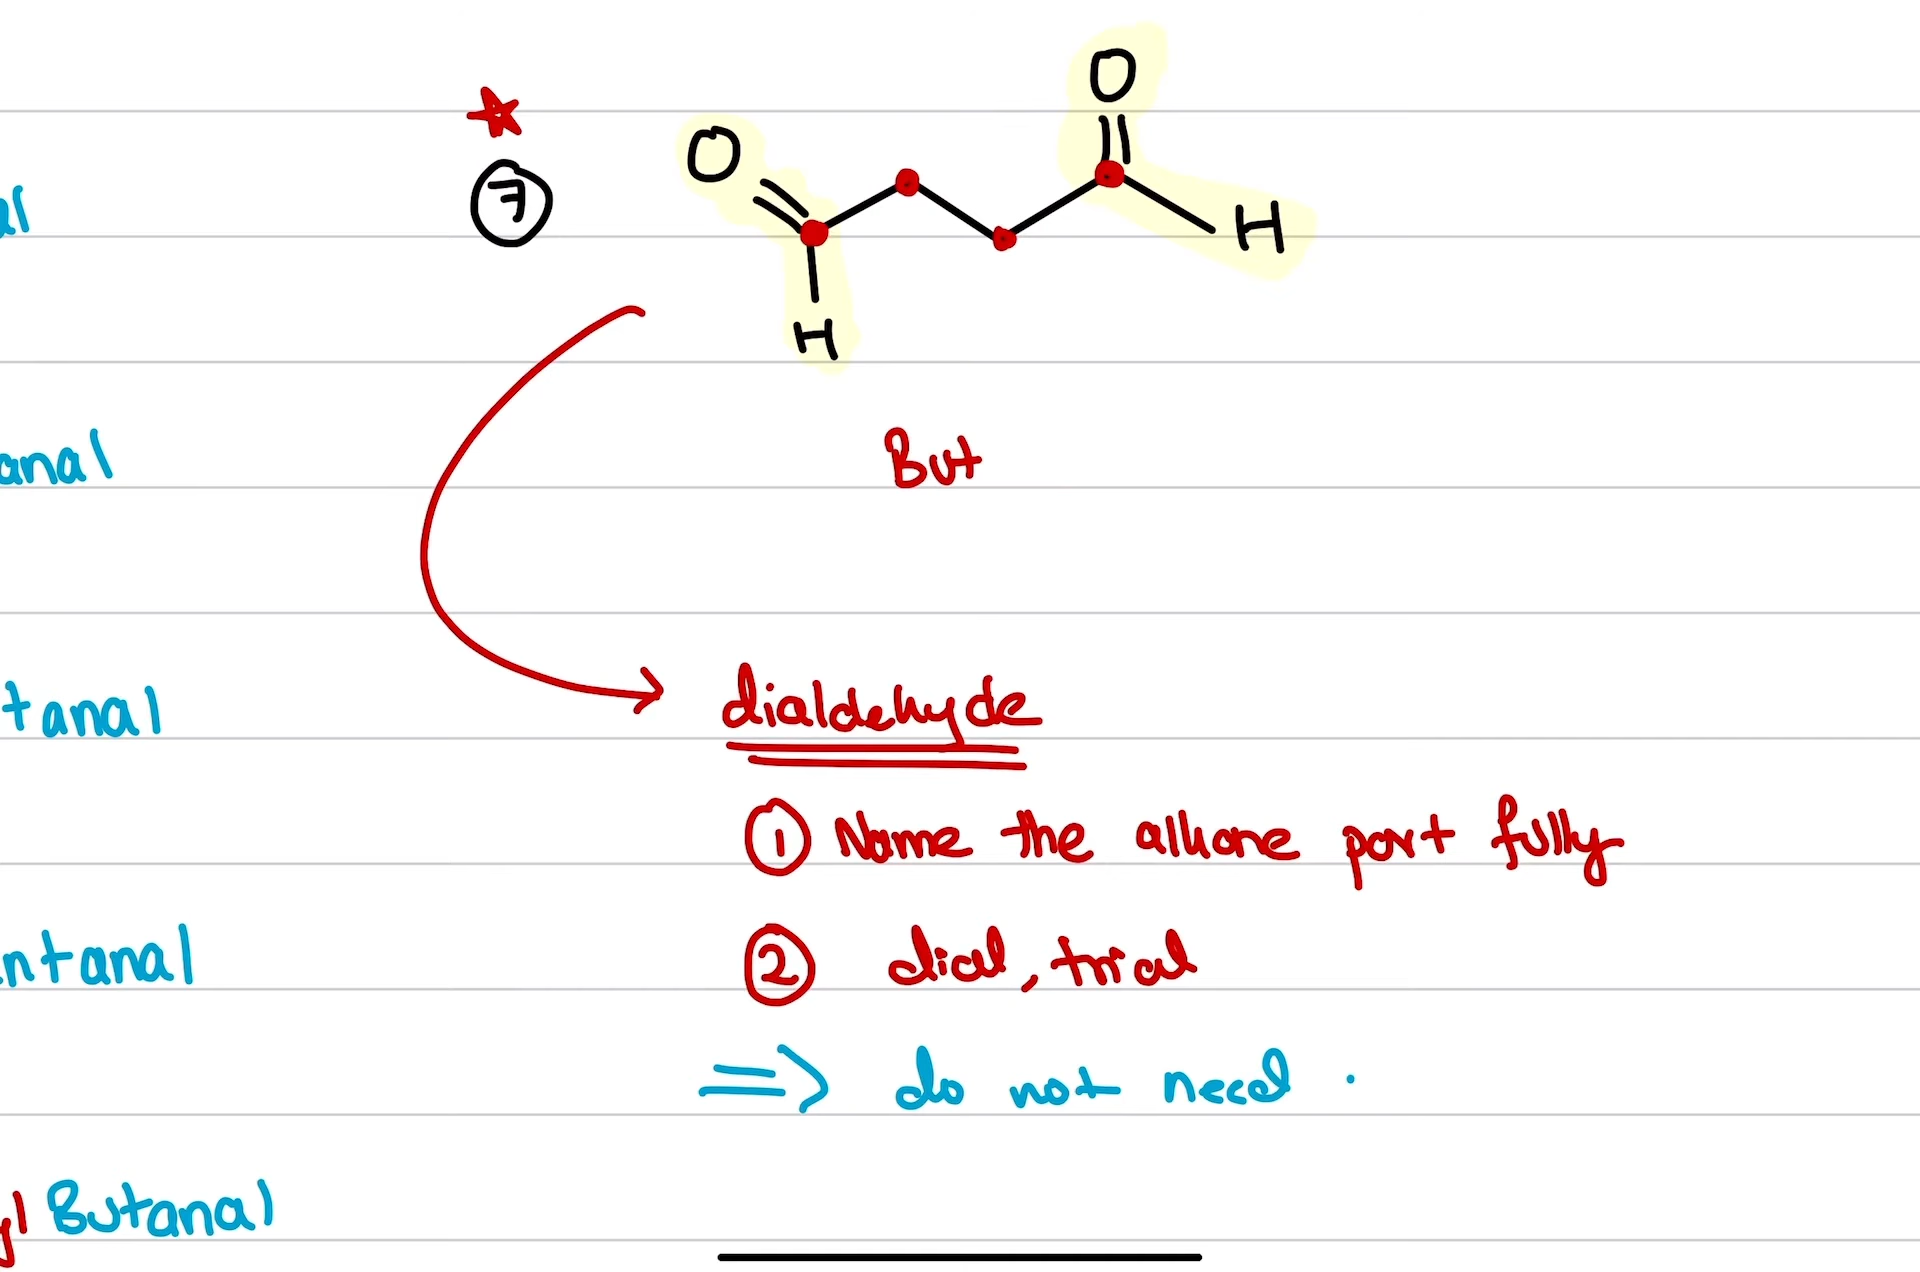 O
O
7
al
H
H
anal
But
tanal
dialdehyde
1 Name the alkane part fully
ntanal
2 dial, trial
=> do not need .
yl Butanal